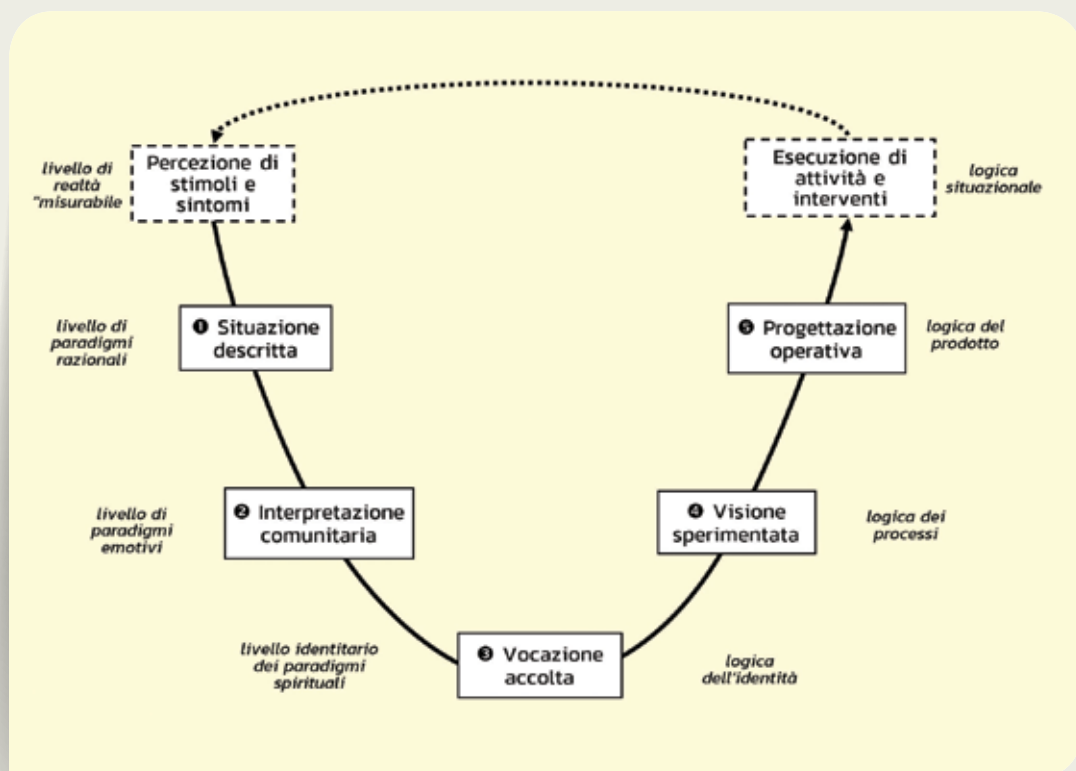 livello di
realtà
"misurabile
Percezione di
stimoli e
sintomi
Esecuzione di
attività e
interventi
logica
situazionale
livello di
paradigmi
razionali
❶ Situazione
descritta
❺ Progettazione
operativa
logica del
prodotto
livello di
paradigmi
emotivi
❷ Interpretazione
comunitaria
❹ Visione
sperimentata
logica dei
processi
livello identitario
dei paradigmi
spirituali
❸ Vocazione
accolta
logica
dell'identità